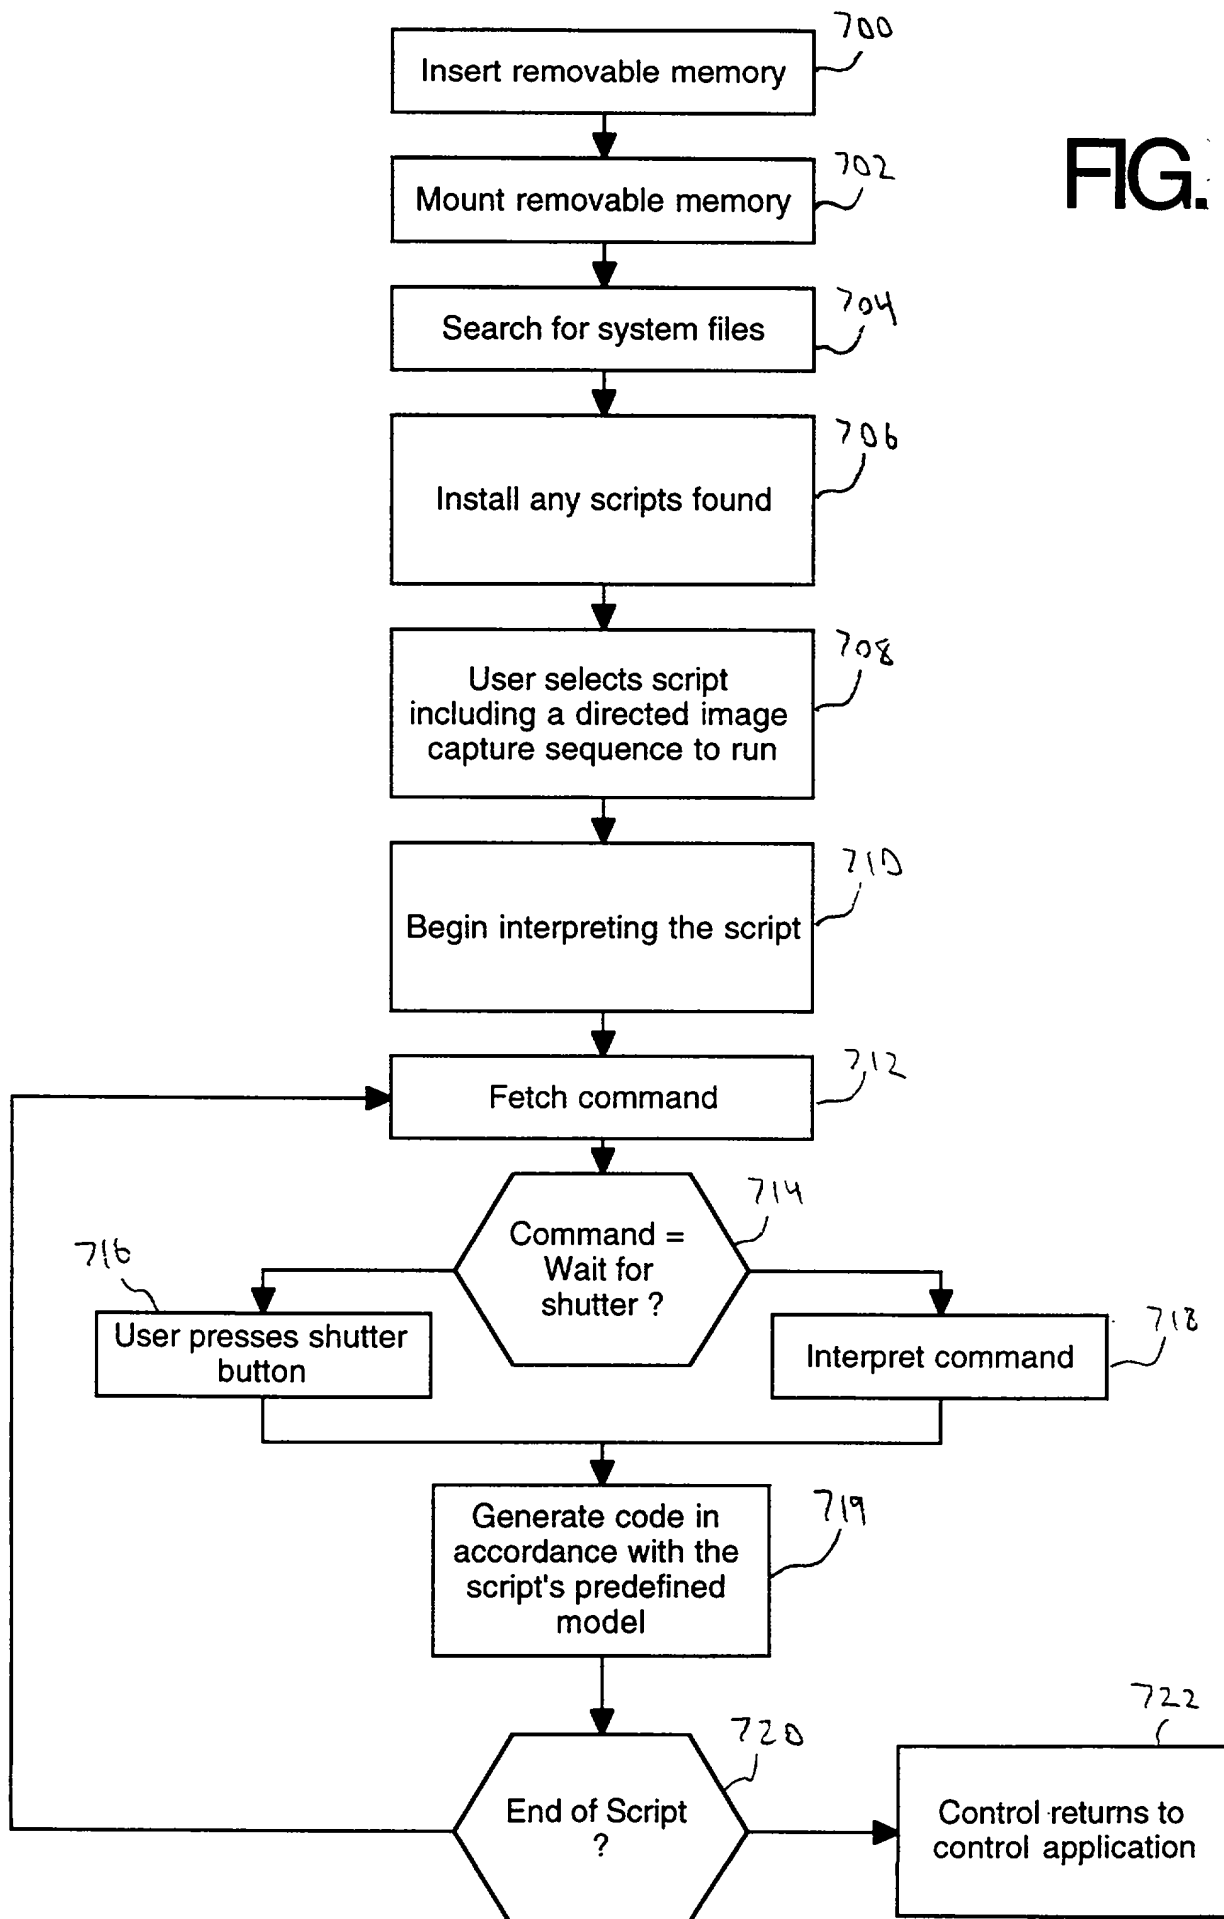 700
Insert removable memory
FIG.
702
Mount removable memory
704
Search for system files
706
Install any scripts found
708
User selects script
including a directed image
capture sequence to run
710
Begin interpreting the script
712
Fetch command
714
Command =
Wait for
shutter ?
716
User presses shutter
button
718
Interpret command
719
Generate code in
accordance with the
script's predefined
model
720
End of Script
?
722
Control returns to
control application